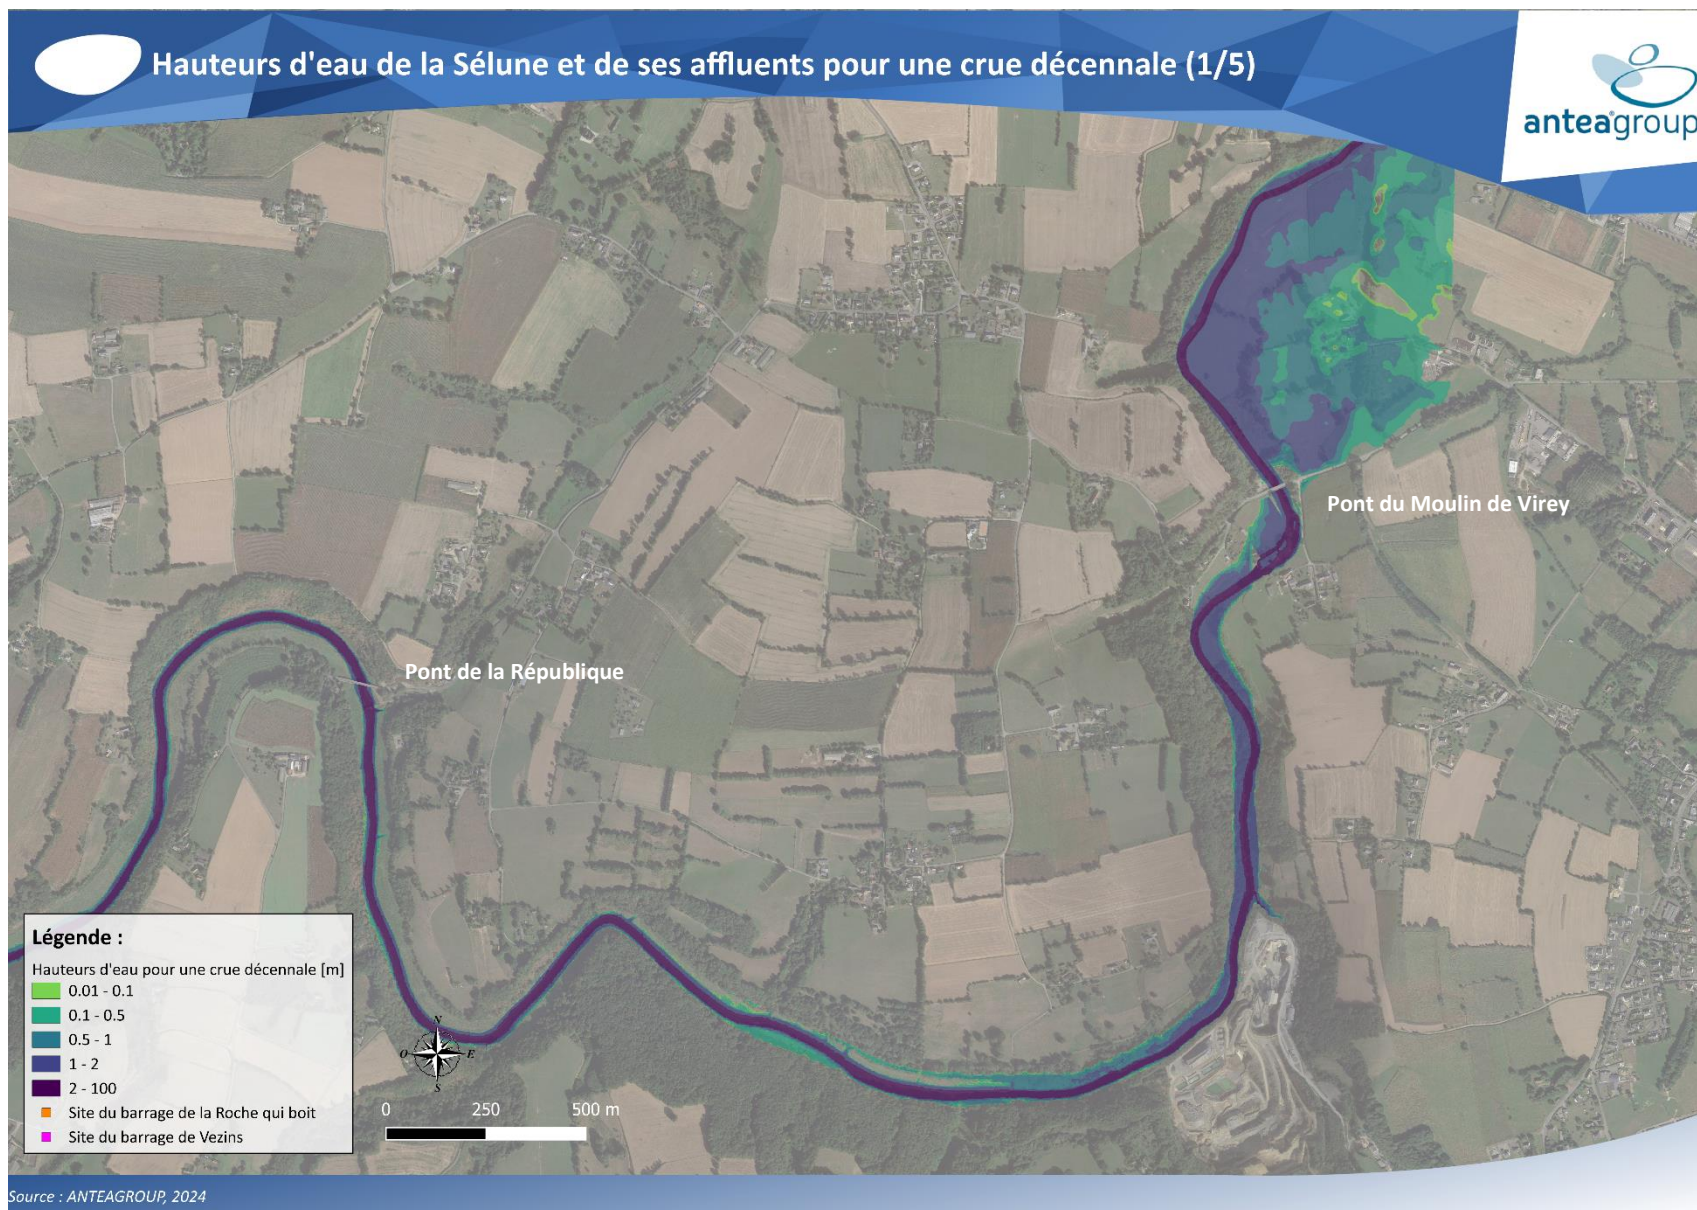 Hauteurs d'eau de la Sélune et de ses affluents pour une crue décennale (1/5)
anteagroup
Pont du Moulin de Virey
Pont de la République
Légende :
Hauteurs d'eau pour une crue décennale [m]
0.01 - 0.1
0.1 - 0.5
0.5 - 1
1 - 2
2 - 100
Site du barrage de la Roche qui boit
Site du barrage de Vezins
N
O
E
S
0 250 500 m
Source : ANTEAGROUP, 2024